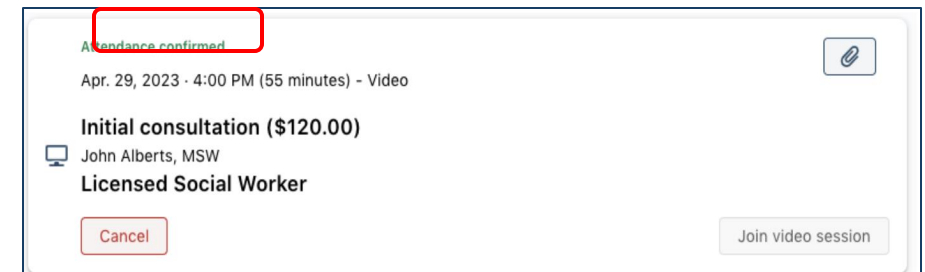 Attendance confirmed
Apr. 29, 2023 · 4:00 PM (55 minutes) - Video
Initial consultation ($120.00)
John Alberts, MSW
Licensed Social Worker
Cancel
Join video session